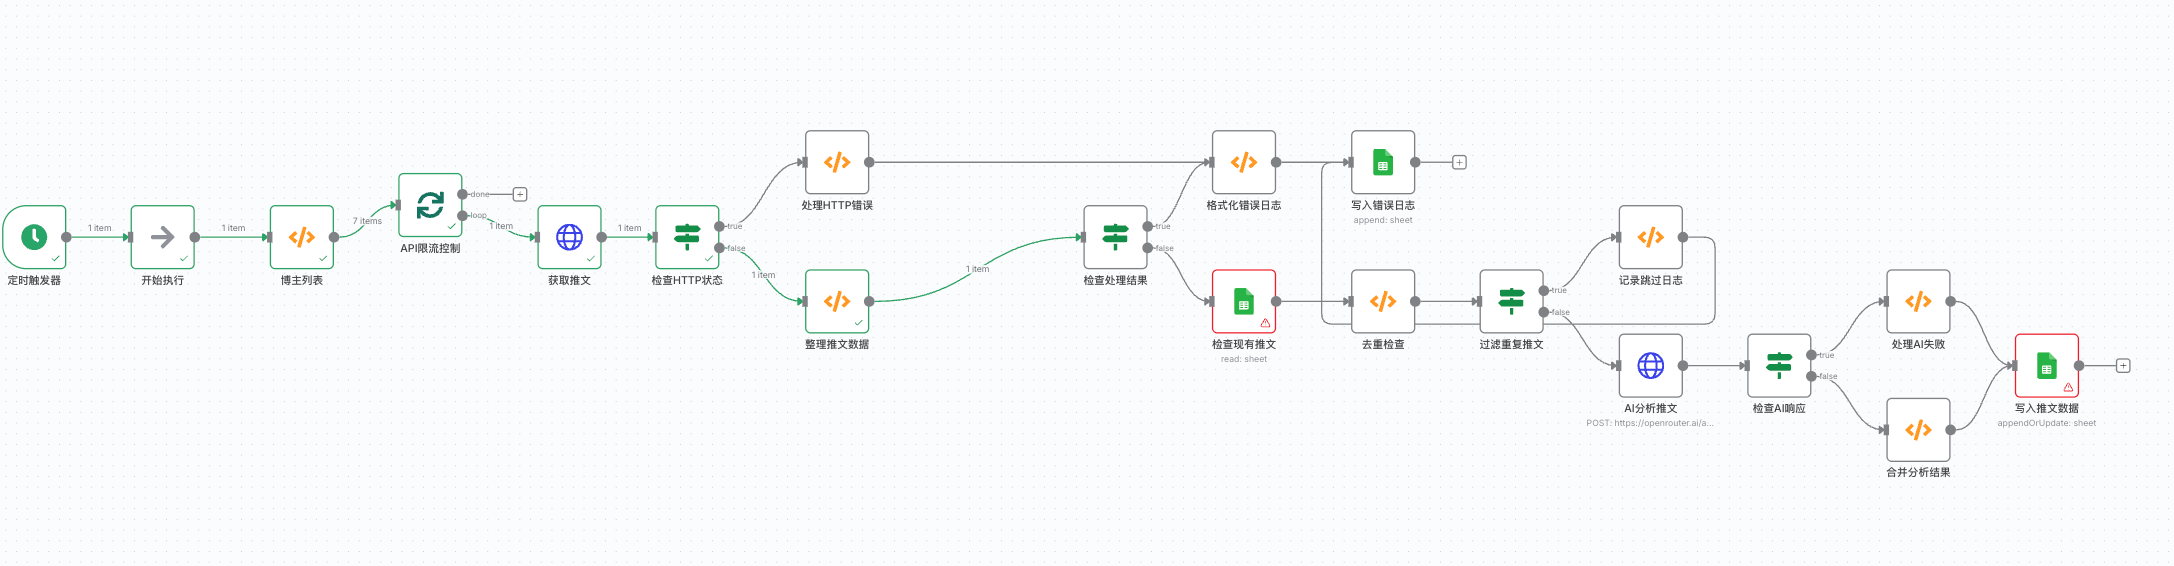 定时触发器
1 item
开始执行
1 item
博主列表
7 items
API限流控制
done
loop
1 item
获取推文
1 item
检查HTTP状态
true
false
1 item
处理HTTP错误
整理推文数据
1 item
检查处理结果
true
false
格式化错误日志
检查现有推文
read: sheet
写入错误日志
append: sheet
去重检查
过滤重复推文
true
false
记录跳过日志
AI分析推文
POST: https://openrouter.ai/a...
检查AI响应
true
false
处理AI失败
合并分析结果
写入推文数据
appendOrUpdate: sheet